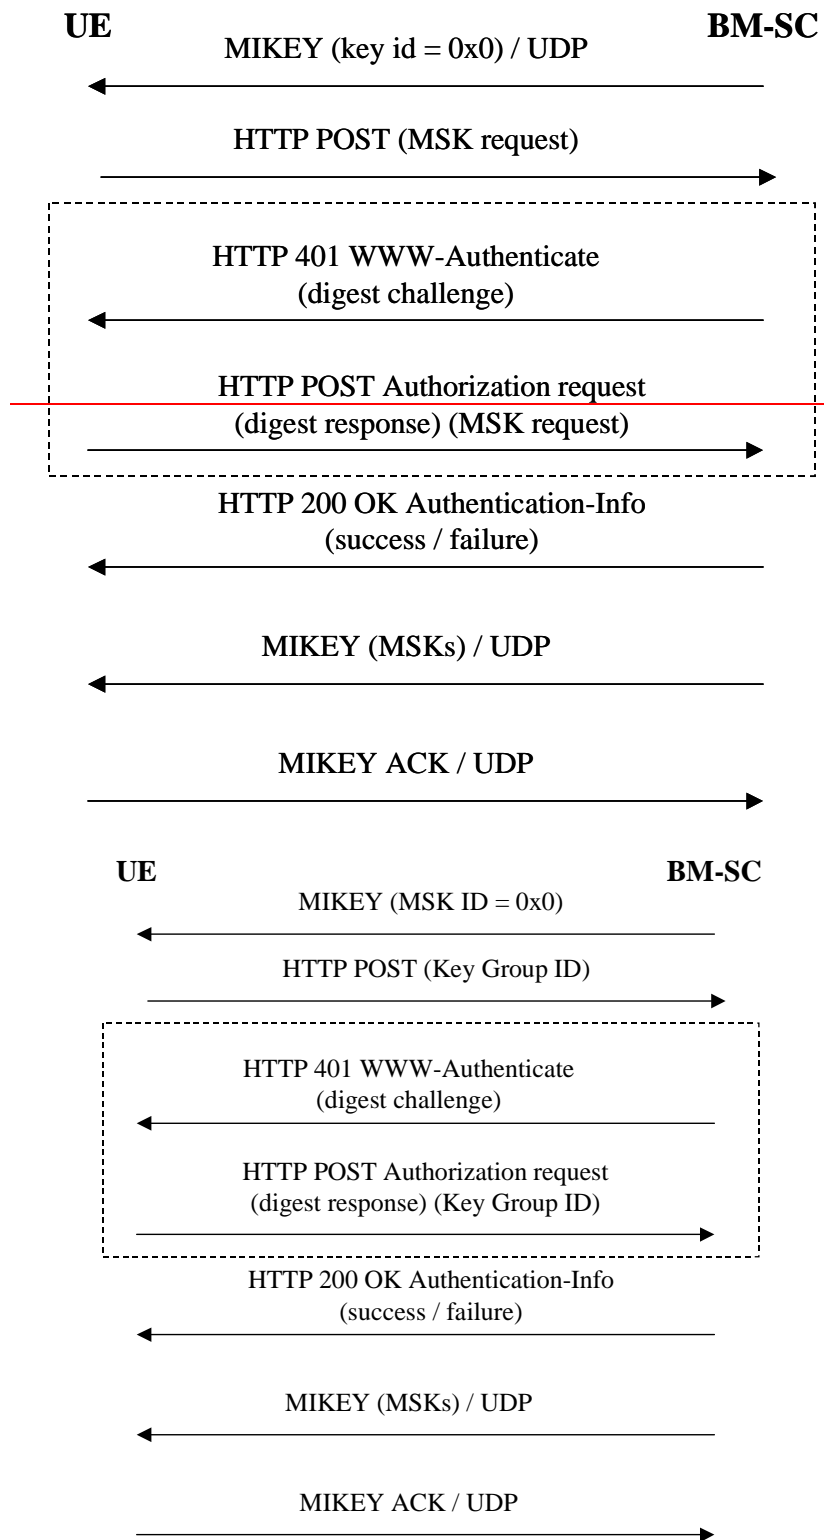 UE BM-SC
MIKEY (key id = 0x0) / UDP
HTTP POST (MSK request)
HTTP 401 WWW-Authenticate
(digest challenge)
HTTP POST Authorization request
(digest response) (MSK request)
HTTP 200 OK Authentication-Info
(success / failure)
MIKEY (MSKs) / UDP
MIKEY ACK / UDP
UE BM-SC
MIKEY (MSK ID = 0x0)
HTTP POST (Key Group ID)
HTTP 401 WWW-Authenticate
(digest challenge)
HTTP POST Authorization request
(digest response) (Key Group ID)
HTTP 200 OK Authentication-Info
(success / failure)
MIKEY (MSKs) / UDP
MIKEY ACK / UDP